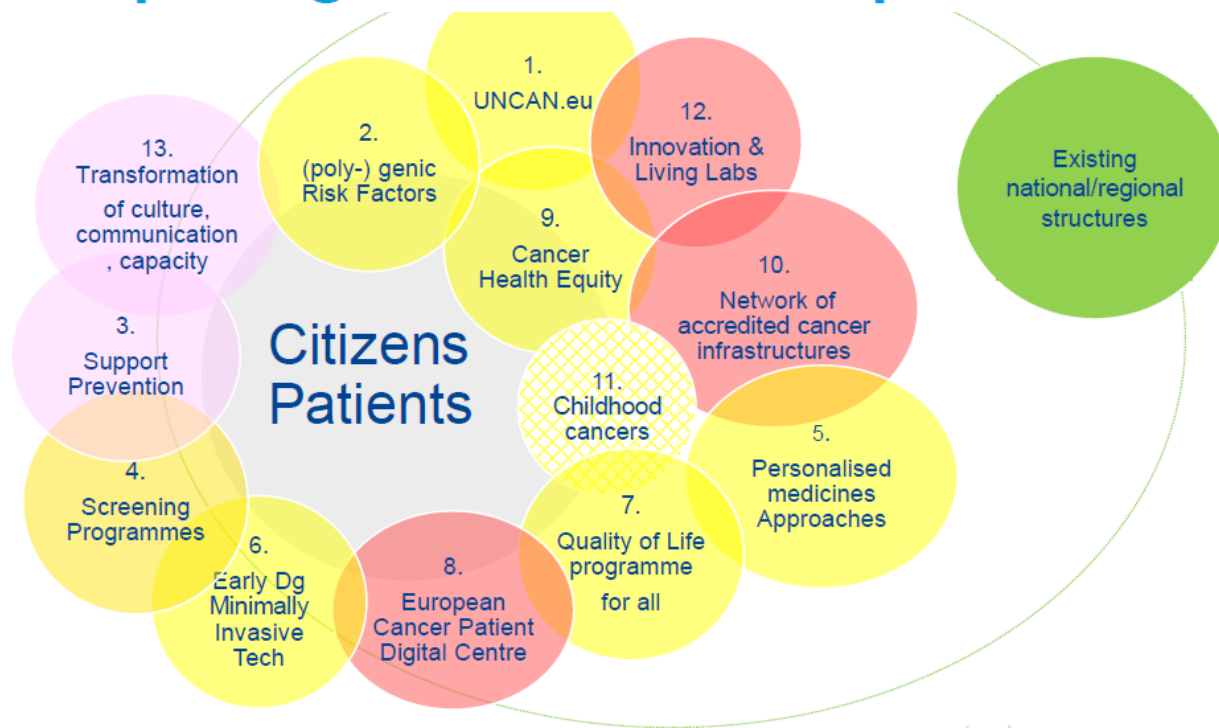 1.
UNCAN.eu
2.
(poly-) genic
Risk Factors
12.
Innovation &
Living Labs
13.
Transformation
of culture,
communication
, capacity
Existing
national/regional
structures
9.
Cancer
Health Equity
10.
Network of
accredited cancer
infrastructures
3.
Support
Prevention
Citizens
Patients
11.
Childhood
cancers
5.
Personalised
medicines
Approaches
4.
Screening
Programmes
6.
Early Dg
Minimally
Invasive
Tech
8.
European
Cancer Patient
Digital Centre
7.
Quality of Life
programme
for all